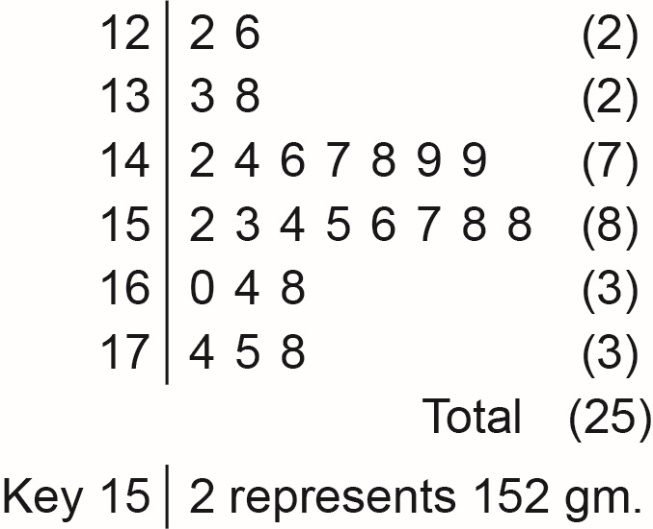 12 | 2 6 (2)
13 | 3 8 (2)
14 | 2 4 6 7 8 9 9 (7)
15 | 2 3 4 5 6 7 8 8 (8)
16 | 0 4 8 (3)
17 | 4 5 8 (3)
Total (25)
Key 15 | 2 represents 152 gm.